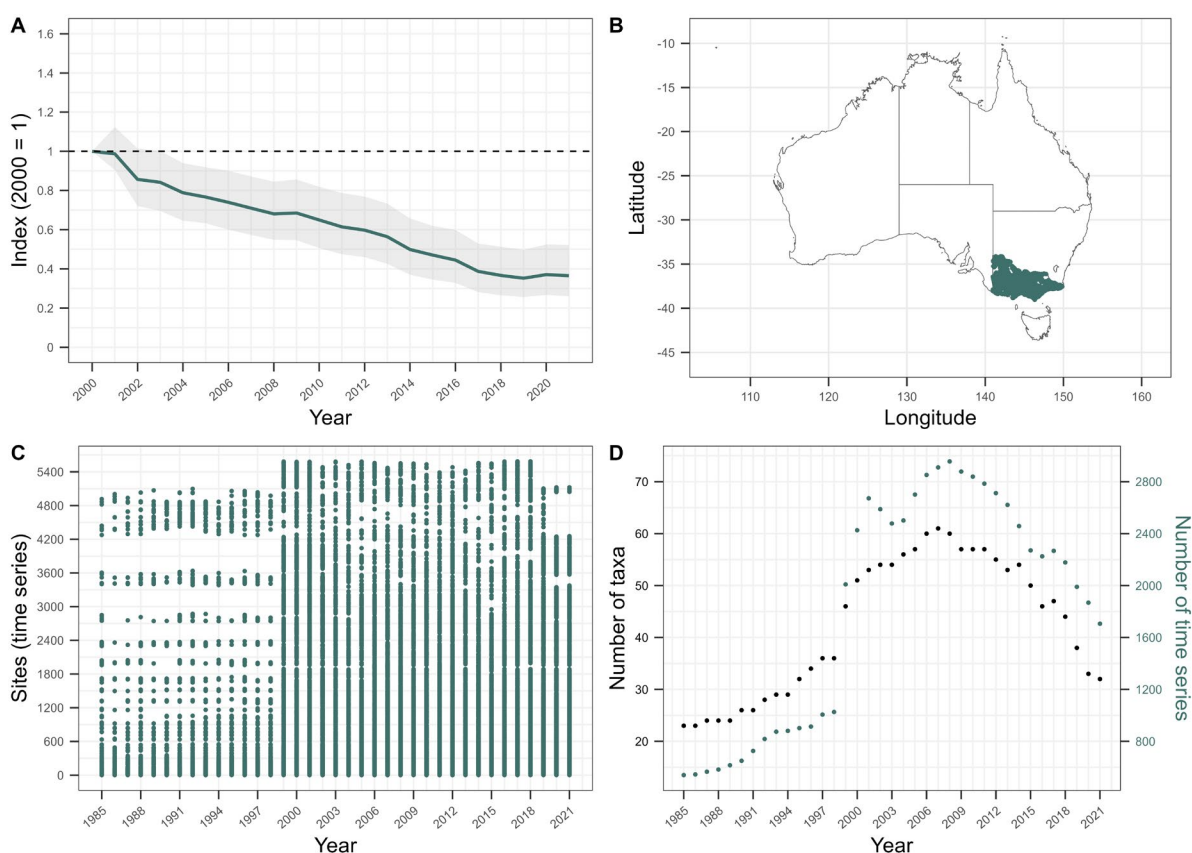 A
Index (2000 = 1)
1.6
1.4
1.2
1
0.8
0.6
0.4
0.2
0
2000 2002 2004 2006 2008 2010 2012 2014 2016 2018 2020
Year
B
Latitude
-10
-15
-20
-25
-30
-35
-40
-45
110 120 130 140 150 160
Longitude
C
Sites (time series)
5400
4800
4200
3600
3000
2400
1800
1200
600
0
1985 1988 1991 1994 1997 2000 2003 2006 2009 2012 2015 2018 2021
Year
D
Number of taxa
70
60
50
40
30
20
2800
2400
2000
1600
1200
800
Number of time series
1985 1988 1991 1994 1997 2000 2003 2006 2009 2012 2015 2018 2021
Year